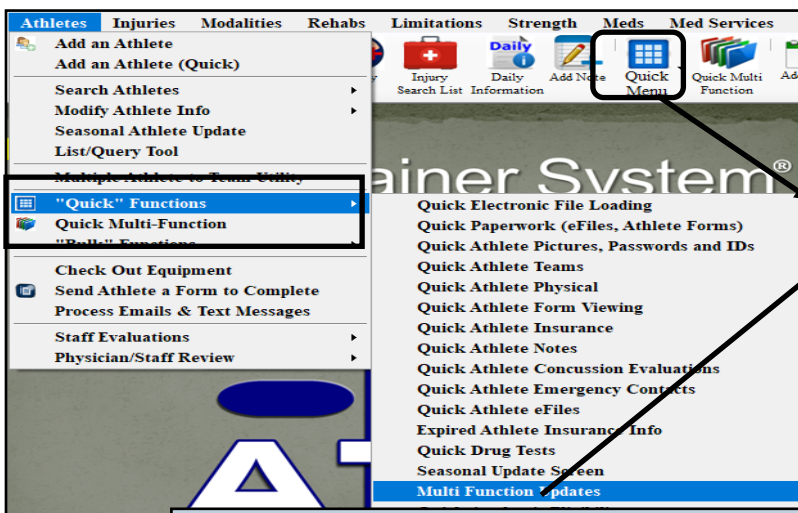 Athletes Injuries Modalities Rehabs Limitations Strength Meds Med Services
Add an Athlete
Add an Athlete (Quick)
Search Athletes
Modify Athlete Info
Seasonal Athlete Update
List/Query Tool
Multiple Athlete to Team Utility
"Quick" Functions
Quick Multi-Function
"Bulk" Functions
Check Out Equipment
Send Athlete a Form to Complete
Process Emails & Text Messages
Staff Evaluations
Physician/Staff Review
Injury Search List
Daily
Daily Information
Add Note
Quick Menu
Quick Multi Function
ainer System®
Quick Electronic File Loading
Quick Paperwork (eFiles, Athlete Forms)
Quick Athlete Pictures, Passwords and IDs
Quick Athlete Teams
Quick Athlete Physical
Quick Athlete Form Viewing
Quick Athlete Insurance
Quick Athlete Notes
Quick Athlete Concussion Evaluations
Quick Athlete Emergency Contacts
Quick Athlete eFiles
Expired Athlete Insurance Info
Quick Drug Tests
Seasonal Update Screen
Multi Function Updates